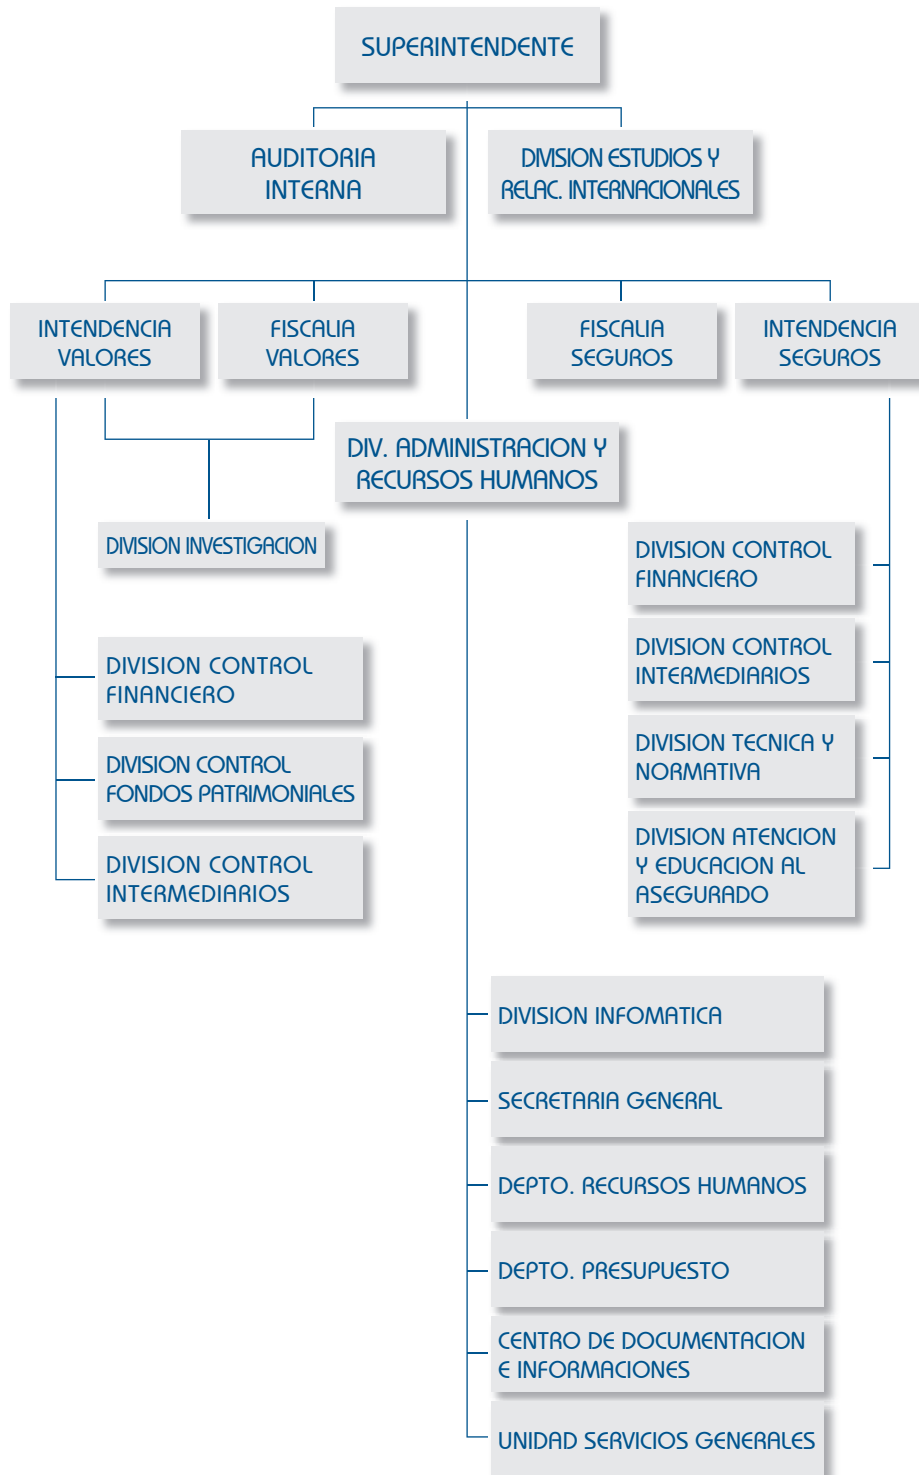 SUPERINTENDENTE
AUDITORIA
INTERNA
DIVISION ESTUDIOS Y
RELAC. INTERNACIONALES
INTENDENCIA
VALORES
FISCALIA
VALORES
FISCALIA
SEGUROS
INTENDENCIA
SEGUROS
DIV. ADMINISTRACION Y
RECURSOS HUMANOS
DIVISION INVESTIGACION
DIVISION CONTROL
FINANCIERO
DIVISION CONTROL
FONDOS PATRIMONIALES
DIVISION CONTROL
INTERMEDIARIOS
DIVISION CONTROL
FINANCIERO
DIVISION CONTROL
INTERMEDIARIOS
DIVISION TECNICA Y
NORMATIVA
DIVISION ATENCION
Y EDUCACION AL
ASEGURADO
DIVISION INFOMATICA
SECRETARIA GENERAL
DEPTO. RECURSOS HUMANOS
DEPTO. PRESUPUESTO
CENTRO DE DOCUMENTACION
E INFORMACIONES
UNIDAD SERVICIOS GENERALES